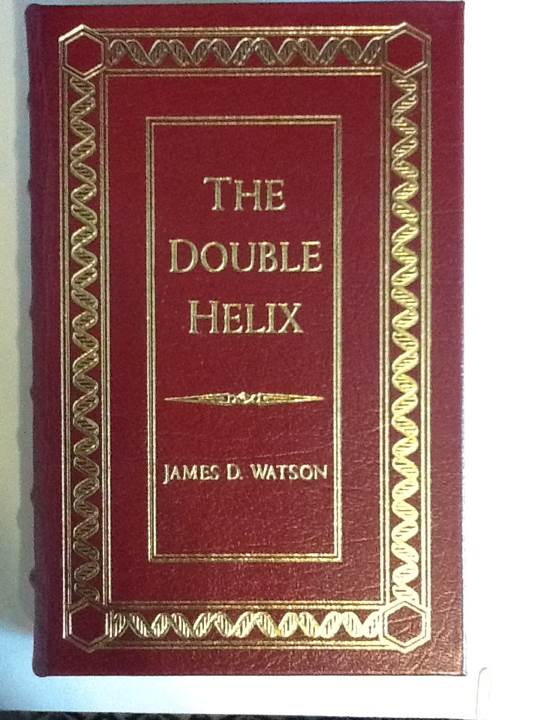 THE
DOUBLE
HELIX
JAMES D. WATSON